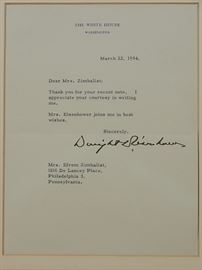 THE WHITE HOUSE
WASHINGTON
March 22, 1954.
Dear Mrs. Zimbalist:
Thank you for your recent note. I
appreciate your courtesy in writing
me.
Mrs. Eisenhower joins me in best
wishes.
Sincerely,
Dwight D Eisenhower
Mrs. Efrem Zimbalist,
1816 De Lancey Place,
Philadelphia 3,
Pennsylvania.